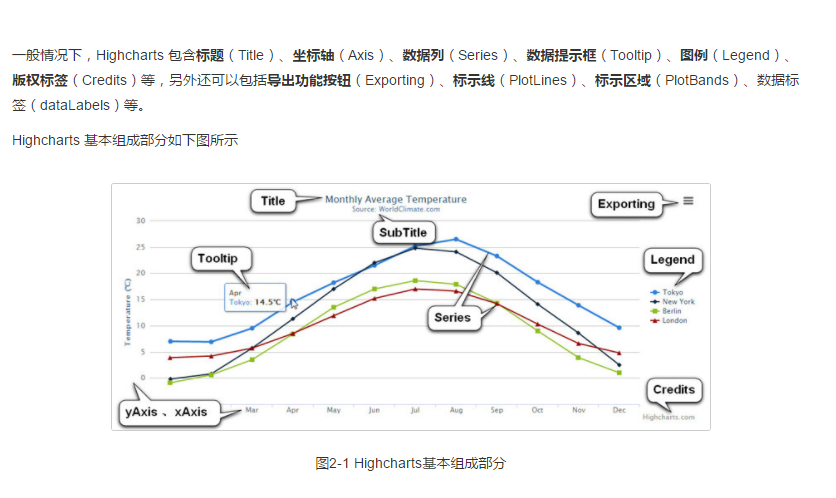 一般情况下，Highcharts 包含标题（Title）、坐标轴（Axis）、数据列（Series）、数据提示框（Tooltip）、图例（Legend）、
版权标签（Credits）等，另外还可以包括导出功能按钮（Exporting）、标示线（PlotLines）、标示区域（PlotBands）、数据标
签（dataLabels）等。
Highcharts 基本组成部分如下图所示
Title
Monthly Average Temperature
Source: WorldClimate.com
Exporting
SubTitle
Tooltip
Apr
Tokyo: 14.5℃
Legend
Tokyo
New York
Berlin
London
Series
Temperature (℃)
30
25
20
15
10
5
0
yAxis 、xAxis
Mar Apr May Jun Jul Aug Sep Oct Nov Dec
Credits
Highcharts.com
图2-1 Highcharts基本组成部分